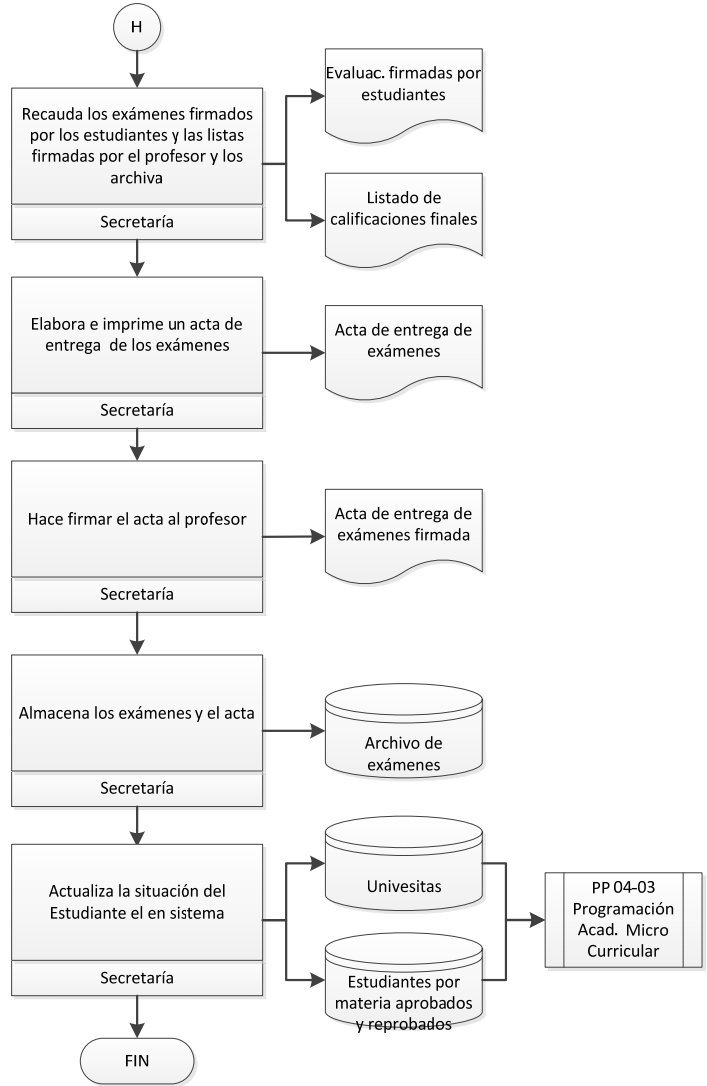 H
Recauda los exámenes firmados
por los estudiantes y las listas
firmadas por el profesor y los
archiva
Secretaría
Evaluac. firmadas por
estudiantes
Listado de
calificaciones finales
Elabora e imprime un acta de
entrega de los exámenes
Secretaría
Acta de entrega de
exámenes
Hace firmar el acta al profesor
Secretaría
Acta de entrega de
exámenes firmada
Almacena los exámenes y el acta
Secretaría
Archivo de
exámenes
Actualiza la situación del
Estudiante el en sistema
Secretaría
Univesitas
Estudiantes por
materia aprobados
y reprobados
PP 04-03
Programación
Acad. Micro
Curricular
FIN